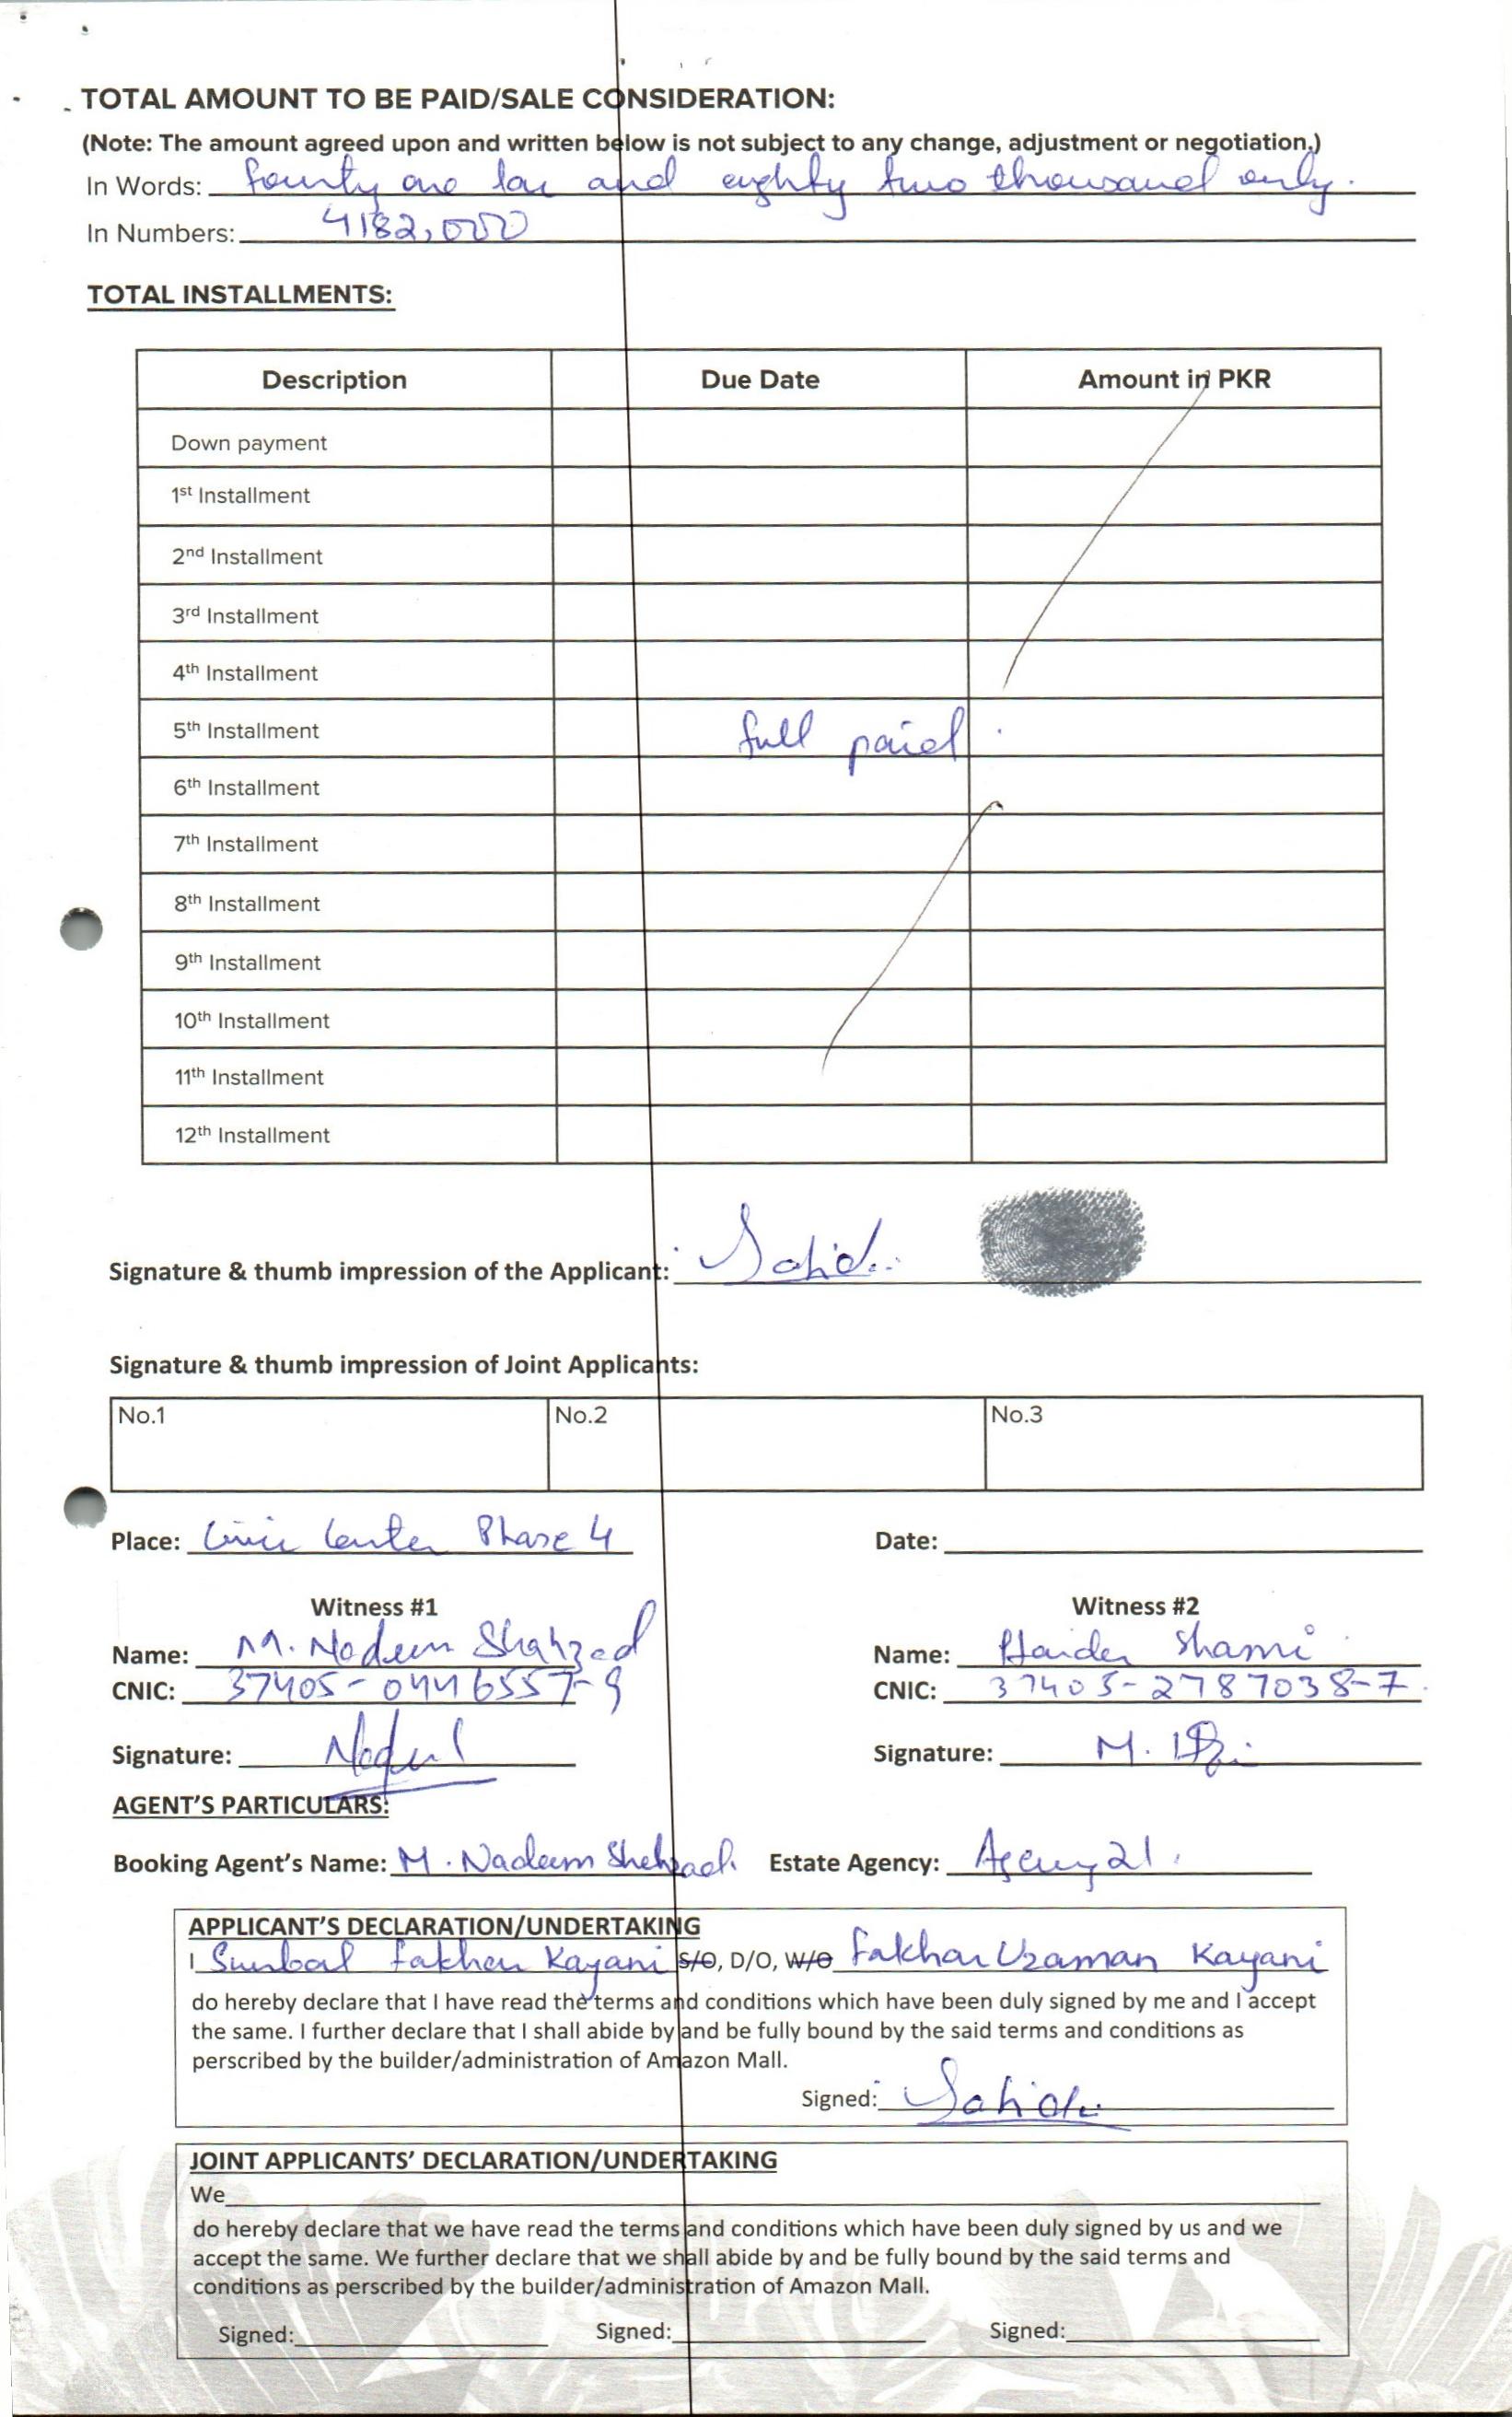 TOTAL AMOUNT TO BE PAID/SALE CONSIDERATION:
(Note: The amount agreed upon and written below is not subject to any change, adjustment or negotiation.)
In Words: fourty one lac and eighty two thousand only.
In Numbers: 4182,000
TOTAL INSTALLMENTS:
Description Due Date Amount in PKR
Down payment
1st Installment
2nd Installment
3rd Installment
4th Installment
5th Installment full paid
6th Installment
7th Installment
8th Installment
9th Installment
10th Installment
11th Installment
12th Installment
Signature & thumb impression of the Applicant:
Signature & thumb impression of Joint Applicants:
No.1 No.2 No.3
Place: Civic Center Phase 4 Date:
Witness #1 Witness #2
Name: M. Nadeem Shahzad Name: Haider Shami
CNIC: 37405-0446557-9 CNIC: 37405-2787038-7
Signature: Signature:
AGENT'S PARTICULARS:
Booking Agent's Name: M. Nadeem Shehzad Estate Agency: Agency 21.
APPLICANT'S DECLARATION/UNDERTAKING
I Sunbal Fakher Kayani S/O, D/O, W/O Fakhar Uzaman Kayani
do hereby declare that I have read the terms and conditions which have been duly signed by me and I accept
the same. I further declare that I shall abide by and be fully bound by the said terms and conditions as
perscribed by the builder/administration of Amazon Mall.
Signed:
JOINT APPLICANTS' DECLARATION/UNDERTAKING
We
do hereby declare that we have read the terms and conditions which have been duly signed by us and we
accept the same. We further declare that we shall abide by and be fully bound by the said terms and
conditions as perscribed by the builder/administration of Amazon Mall.
Signed: Signed: Signed: